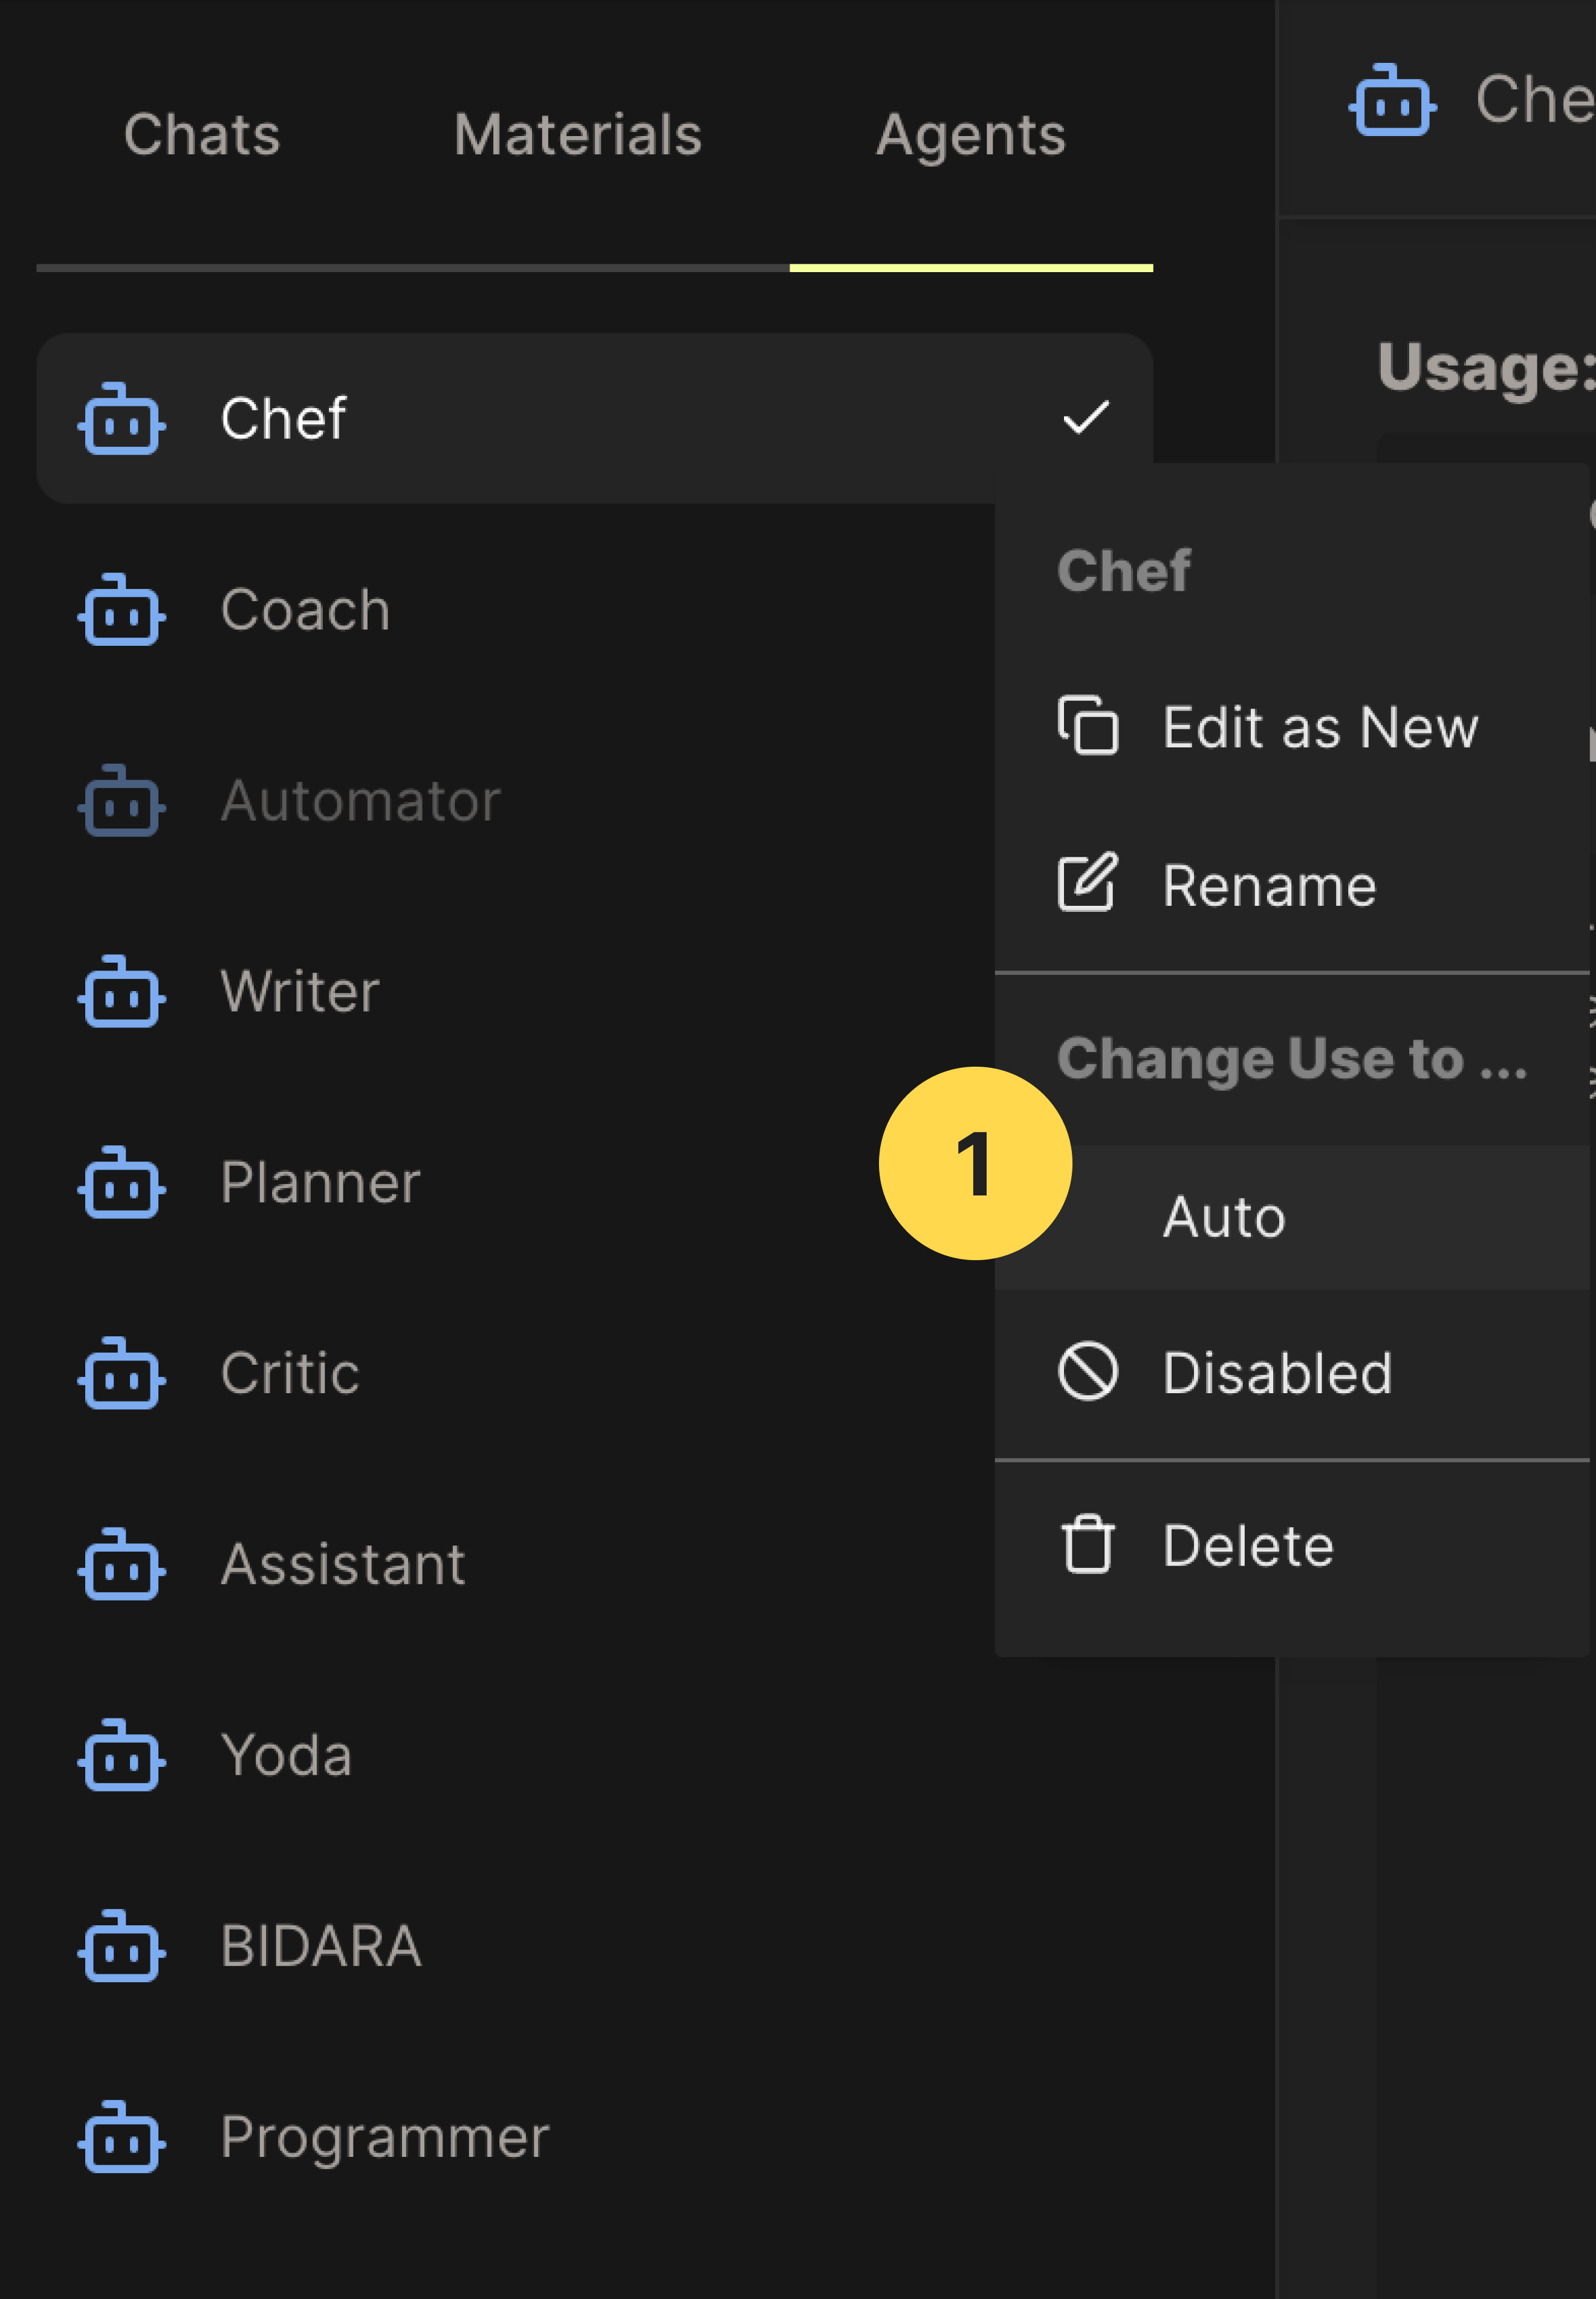 Chats
Materials
Agents
Che
Usage:
Chef
Coach
Automator
Writer
Planner
Critic
Assistant
Yoda
BIDARA
Programmer
Chef
Edit as New
Rename
Change Use to ...
1
Auto
Disabled
Delete